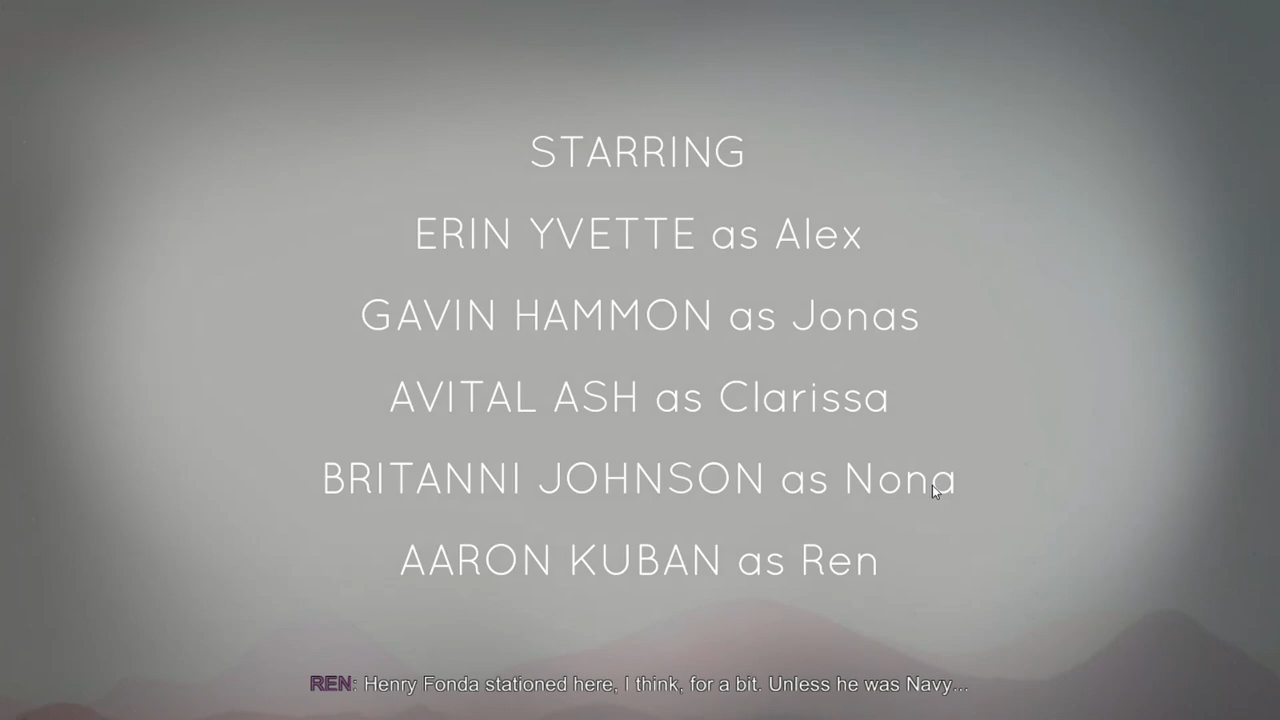 STARRING
ERIN YVETTE as Alex
GAVIN HAMMON as Jonas
AVITAL ASH as Clarissa
BRITANNI JOHNSON as Nona
AARON KUBAN as Ren
REN: Henry Fonda stationed here, I think, for a bit. Unless he was Navy...